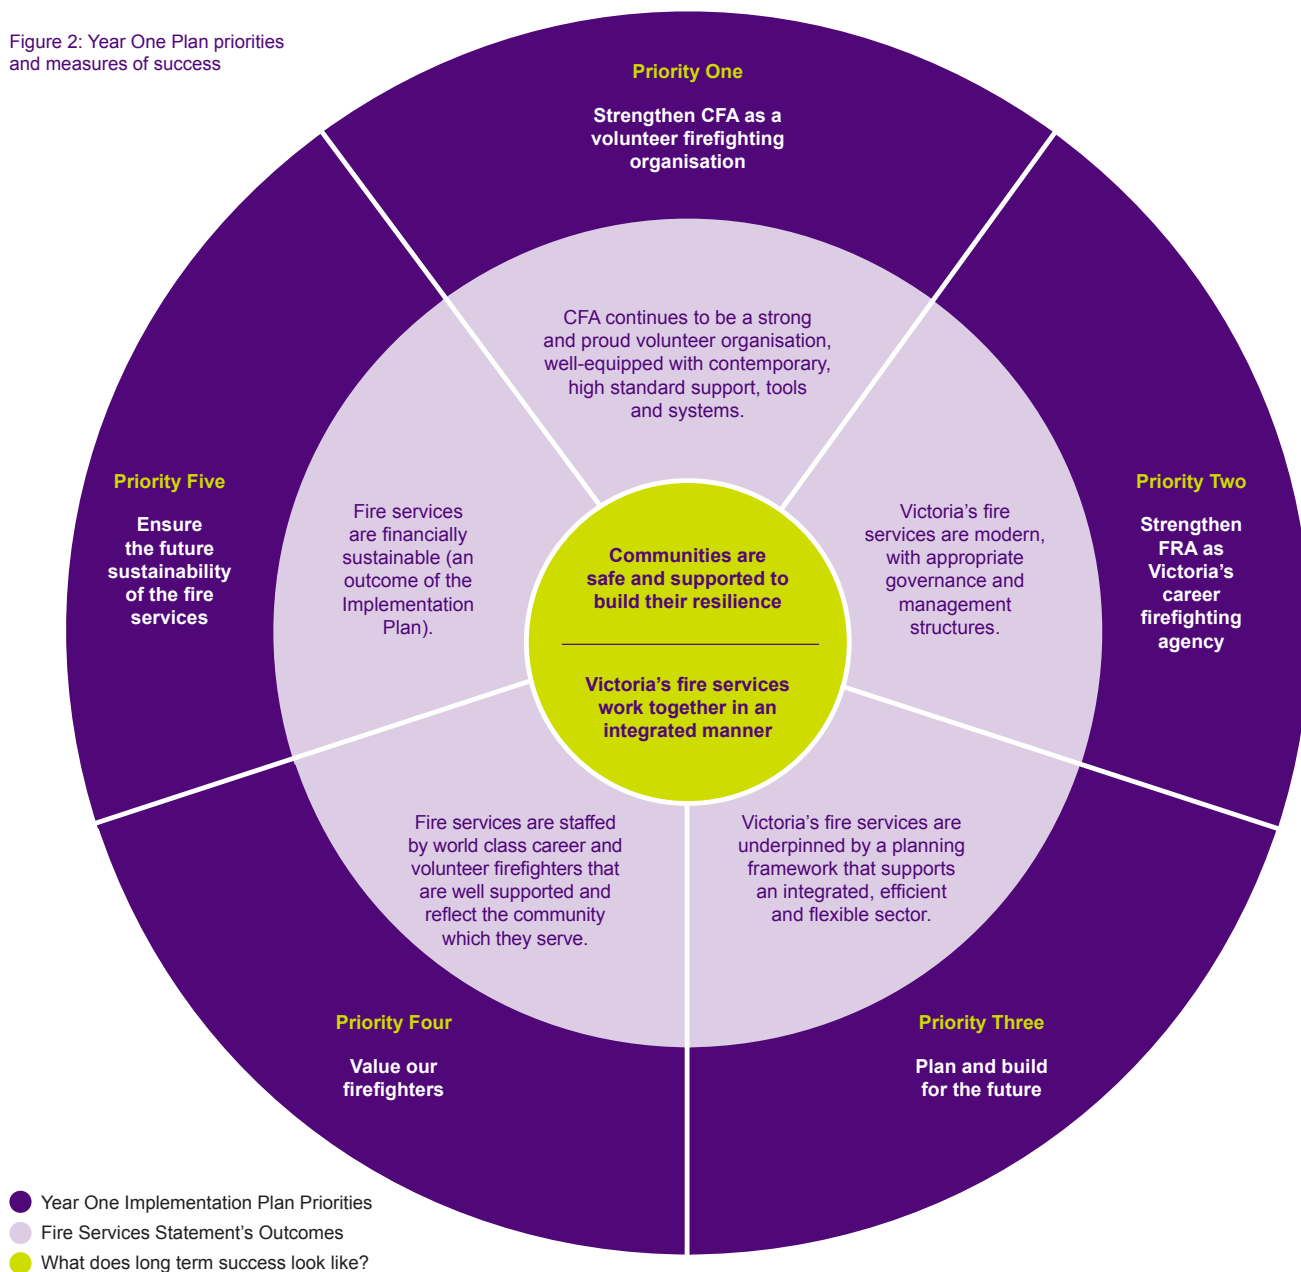 Figure 2: Year One Plan priorities
and measures of success
Priority One
Strengthen CFA as a
volunteer firefighting
organisation
CFA continues to be a strong
and proud volunteer organisation,
well-equipped with contemporary,
high standard support, tools
and systems.
Priority Two
Strengthen
FRA as
Victoria’s
career
firefighting
agency
Victoria’s fire
services are modern,
with appropriate
governance and
management
structures.
Priority Three
Plan and build
for the future
Victoria’s fire services are
underpinned by a planning
framework that supports
an integrated, efficient
and flexible sector.
Priority Four
Value our
firefighters
Fire services are staffed
by world class career and
volunteer firefighters that
are well supported and
reflect the community
which they serve.
Priority Five
Ensure
the future
sustainability
of the fire
services
Fire services
are financially
sustainable (an
outcome of the
Implementation
Plan).
Communities are
safe and supported to
build their resilience
Victoria’s fire services
work together in an
integrated manner
Year One Implementation Plan Priorities
Fire Services Statement’s Outcomes
What does long term success look like?